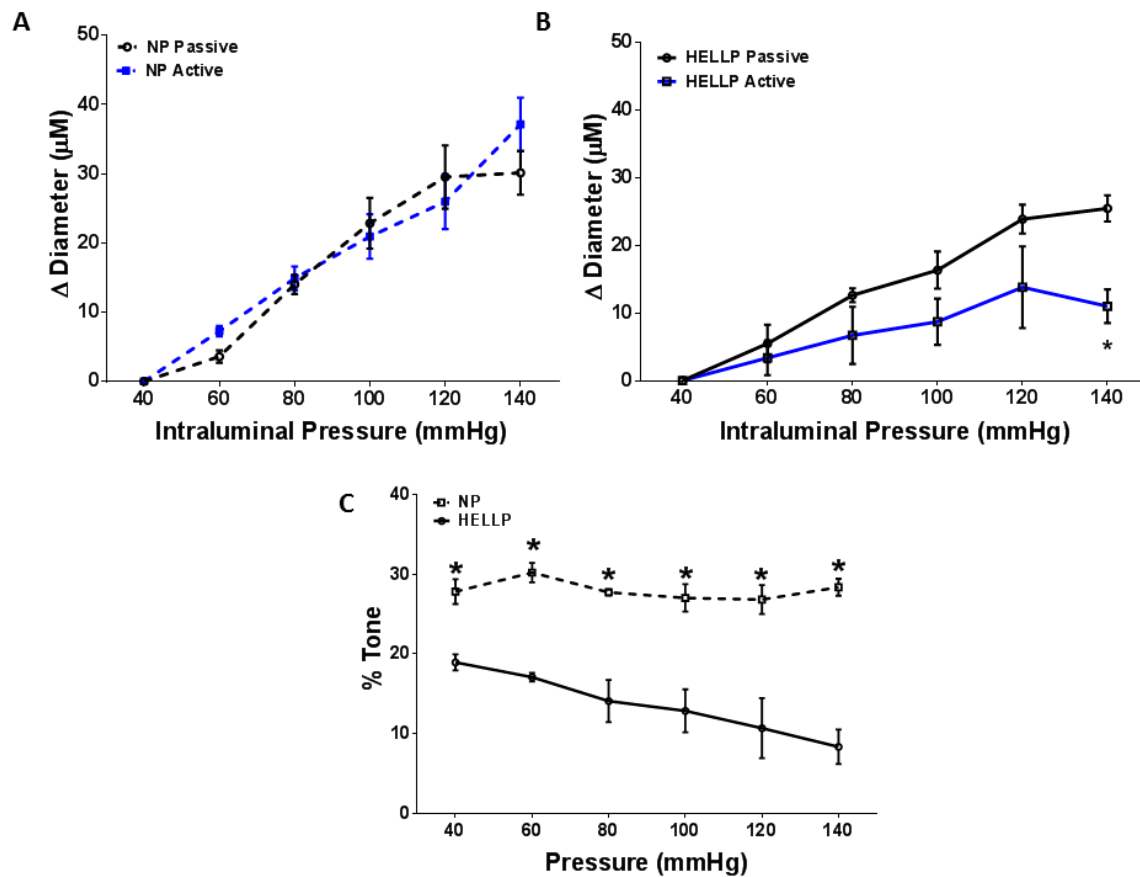 A
NP Passive
NP Active
50
40
30
20
10
0
Δ Diameter (μM)
40 60 80 100 120 140
Intraluminal Pressure (mmHg)
B
HELLP Passive
HELLP Active
50
40
30
20
10
0
Δ Diameter (μM)
*
40 60 80 100 120 140
Intraluminal Pressure (mmHg)
C
NP
HELLP
40
30
20
10
0
% Tone
* * * * * *
40 60 80 100 120 140
Pressure (mmHg)